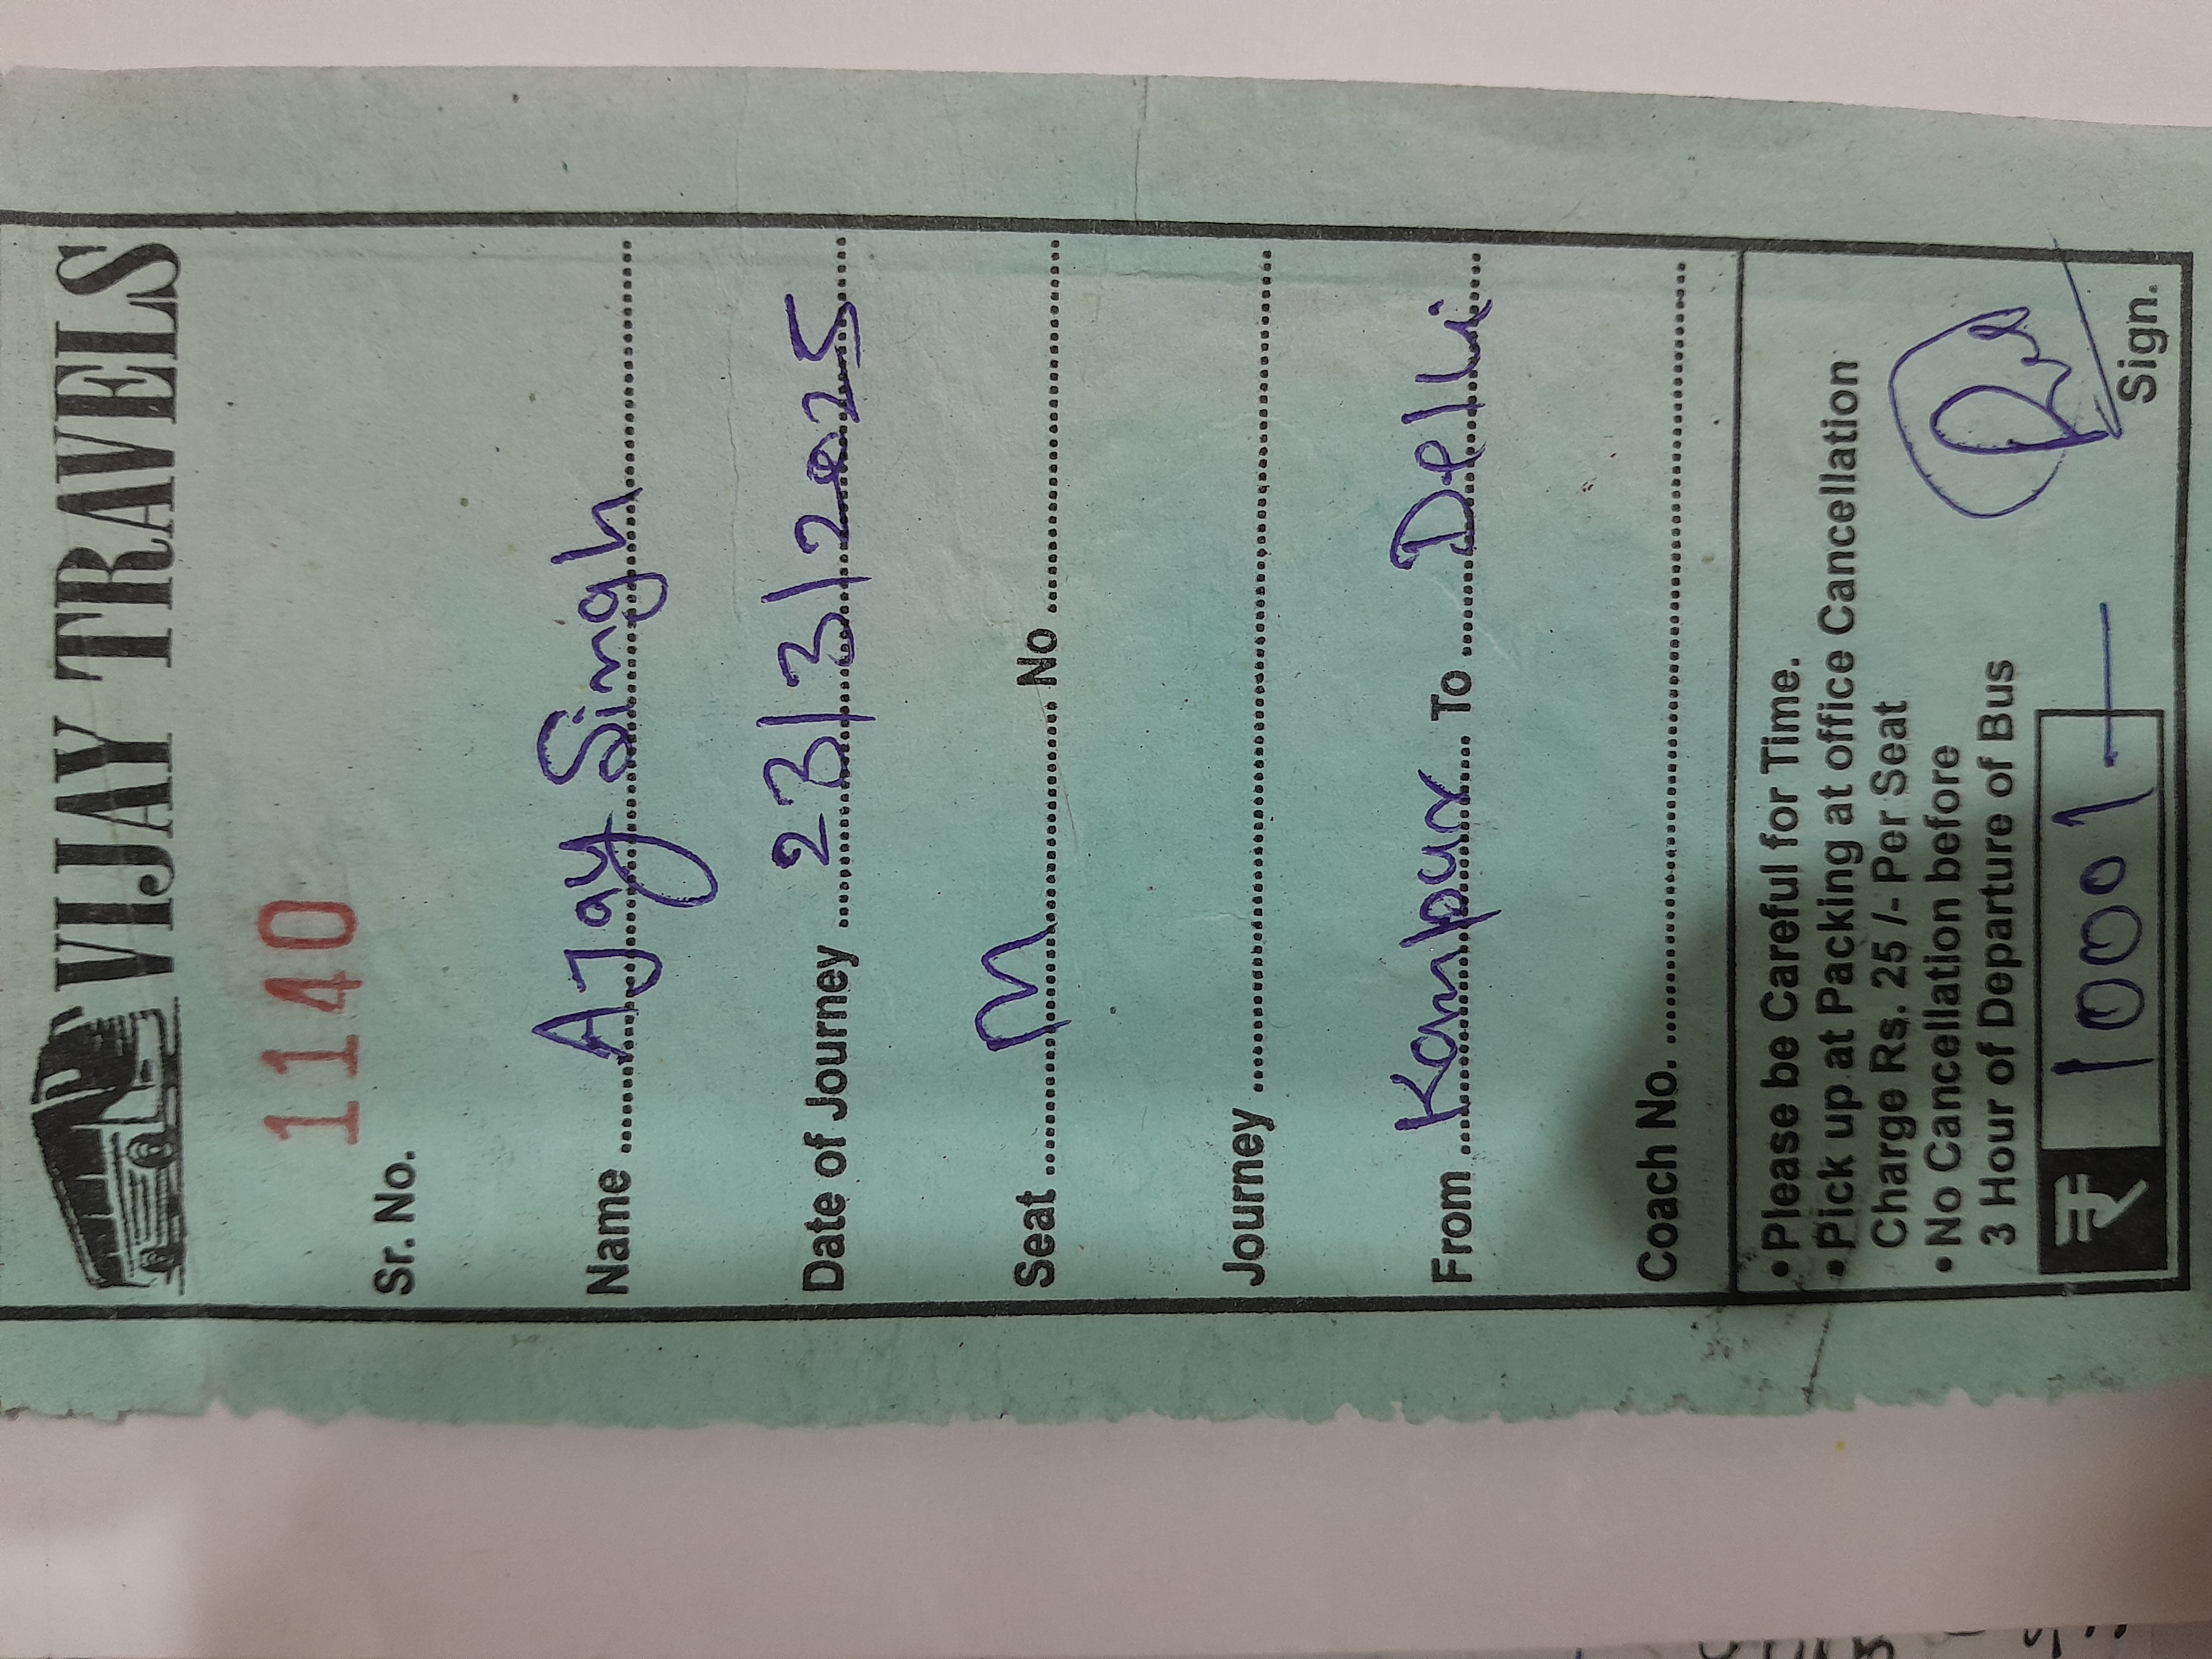 VIJAY TRAVELS
1140
Sr. No.
Name ........ Ajay Singh ........
Date of Journey ........ 23/3/2025 ........
Seat ........ M ........ No ........
Journey ........
From ........ Kanpur ........ To ........ Delhi ........
Coach No. ........
• Please be Careful for Time.
• Pick up at Packing at office Cancellation
Charge Rs. 25 /- Per Seat
• No Cancellation before
3 Hour of Departure of Bus
₹ 1000/-
Sign.